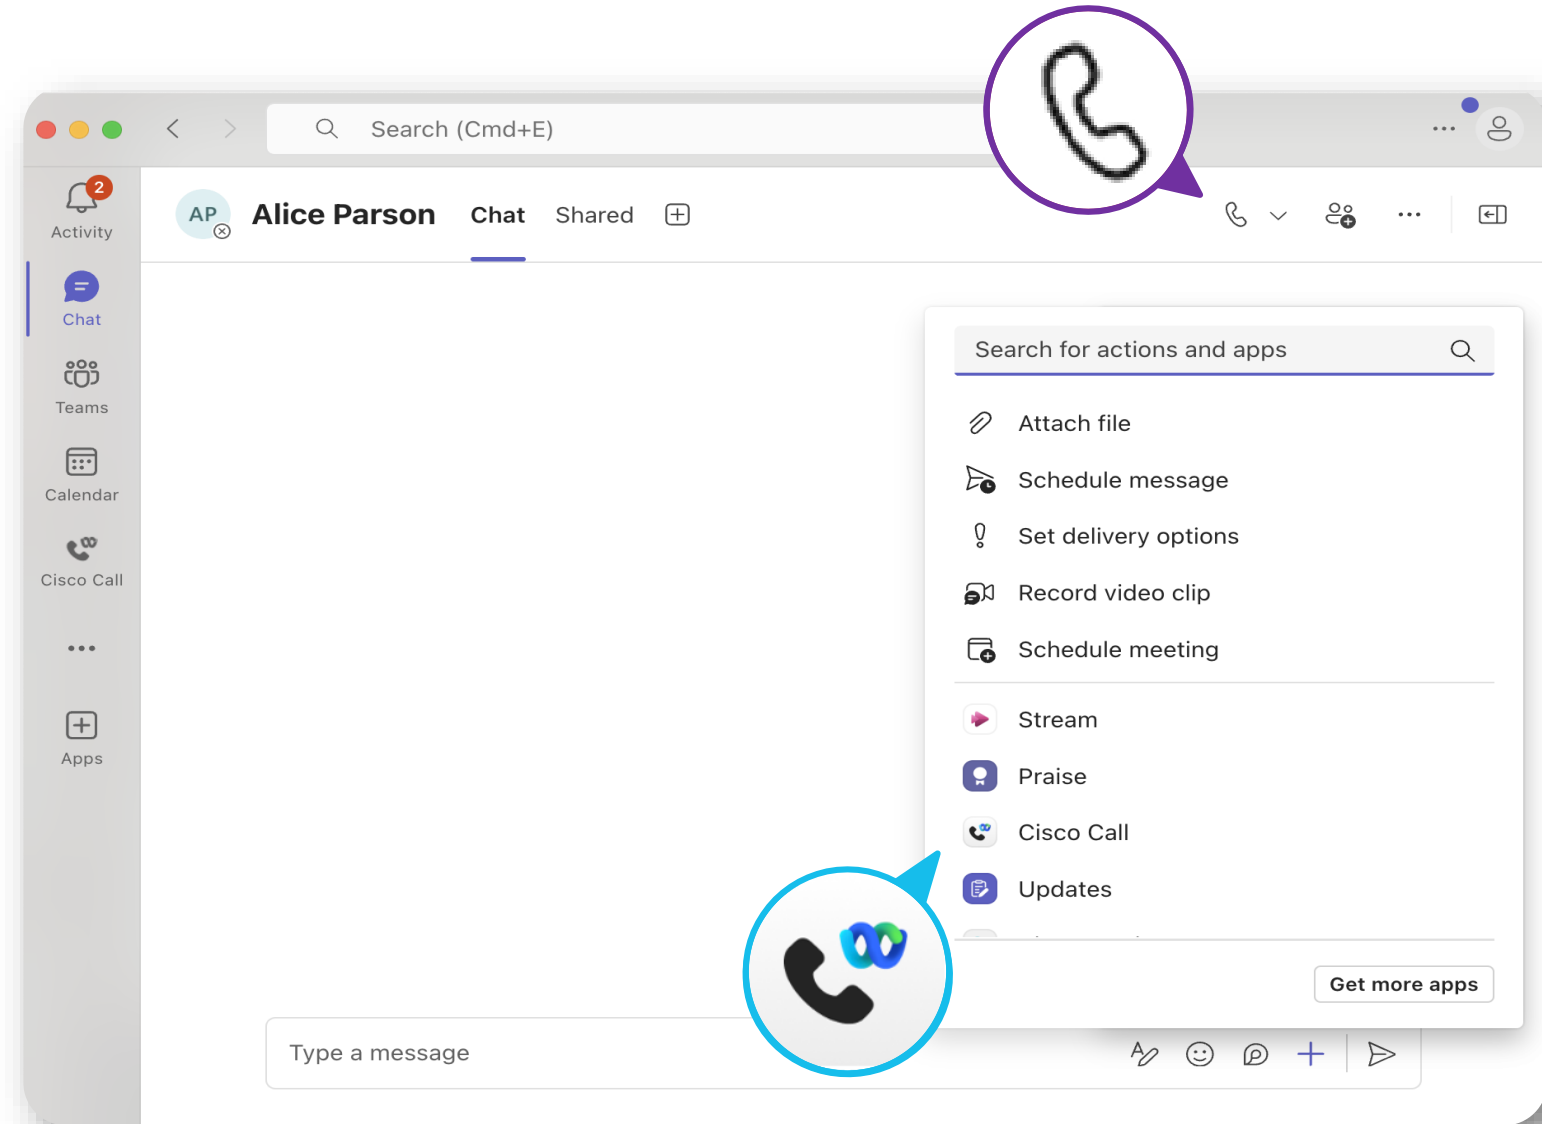 Search (Cmd+E)
2
Activity
AP
Alice Parson
Chat
Shared
Chat
Teams
Calendar
Cisco Call
Apps
Search for actions and apps
Attach file
Schedule message
Set delivery options
Record video clip
Schedule meeting
Stream
Praise
Cisco Call
Updates
Get more apps
Type a message